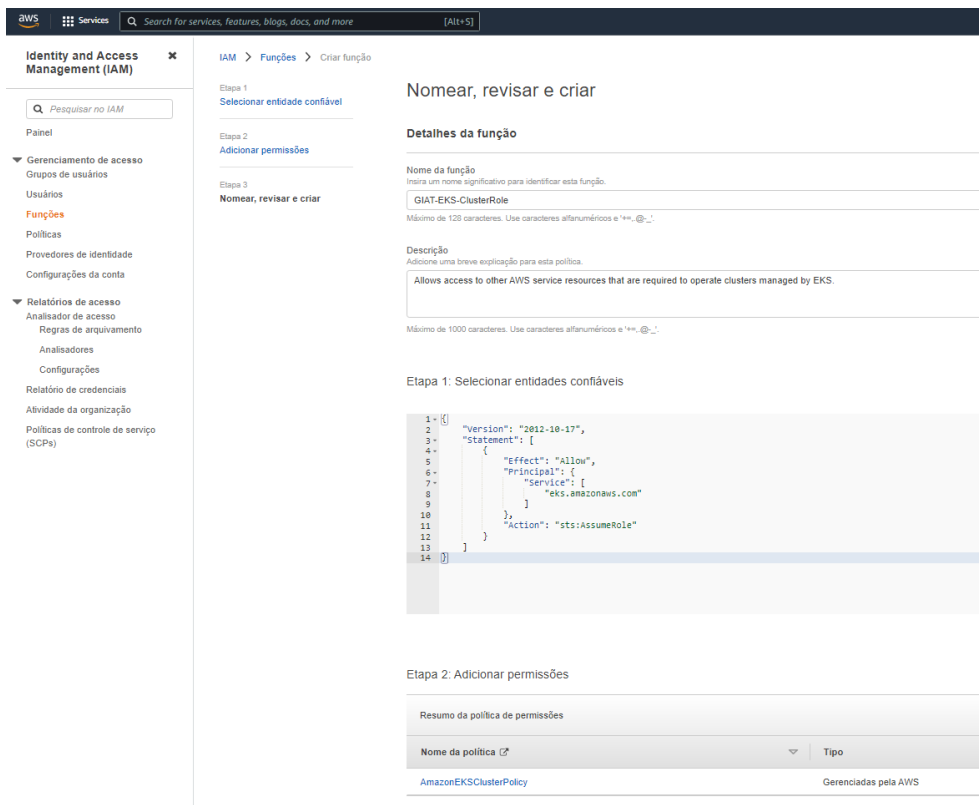 aws
Services
Search for services, features, blogs, docs, and more
[Alt+S]
Identity and Access
Management (IAM)
Pesquisar no IAM
Painel
Gerenciamento de acesso
Grupos de usuários
Usuários
Funções
Políticas
Provedores de identidade
Configurações da conta
Relatórios de acesso
Analisador de acesso
Regras de arquivamento
Analisadores
Configurações
Relatório de credenciais
Atividade da organização
Políticas de controle de serviço
(SCPs)
IAM > Funções > Criar função
Etapa 1
Selecionar entidade confiável
Etapa 2
Adicionar permissões
Etapa 3
Nomear, revisar e criar
Nomear, revisar e criar
Detalhes da função
Nome da função
Insira um nome significativo para identificar esta função.
GIAT-EKS-ClusterRole
Máximo de 128 caracteres. Use caracteres alfanuméricos e '+=,.@-_'.
Descrição
Adicione uma breve explicação para esta política.
Allows access to other AWS service resources that are required to operate clusters managed by EKS.
Máximo de 1000 caracteres. Use caracteres alfanuméricos e '+=,.@-_'.
Etapa 1: Selecionar entidades confiáveis
1 {
2 "Version": "2012-10-17",
3 "Statement": [
4 {
5 "Effect": "Allow",
6 "Principal": {
7 "Service": [
8 "eks.amazonaws.com"
9 ]
10 },
11 "Action": "sts:AssumeRole"
12 }
13 ]
14 }
Etapa 2: Adicionar permissões
Resumo da política de permissões
Nome da política
Tipo
AmazonEKSClusterPolicy
Gerenciadas pela AWS